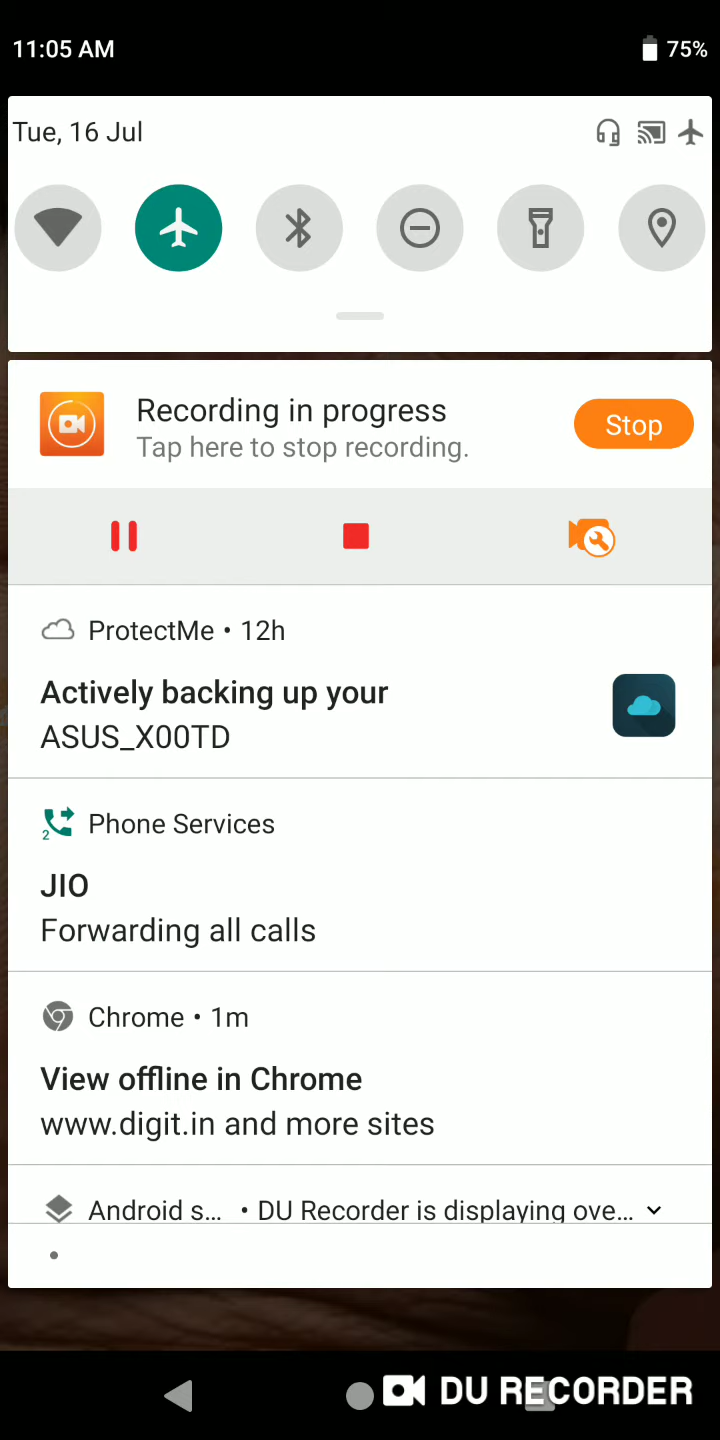 11:05 AM 75%
Tue, 16 Jul
Recording in progress
Tap here to stop recording.
Stop
ProtectMe • 12h
Actively backing up your
ASUS_X00TD
2 Phone Services
JIO
Forwarding all calls
Chrome • 1m
View offline in Chrome
www.digit.in and more sites
Android s... • DU Recorder is displaying ove...
DU RECORDER